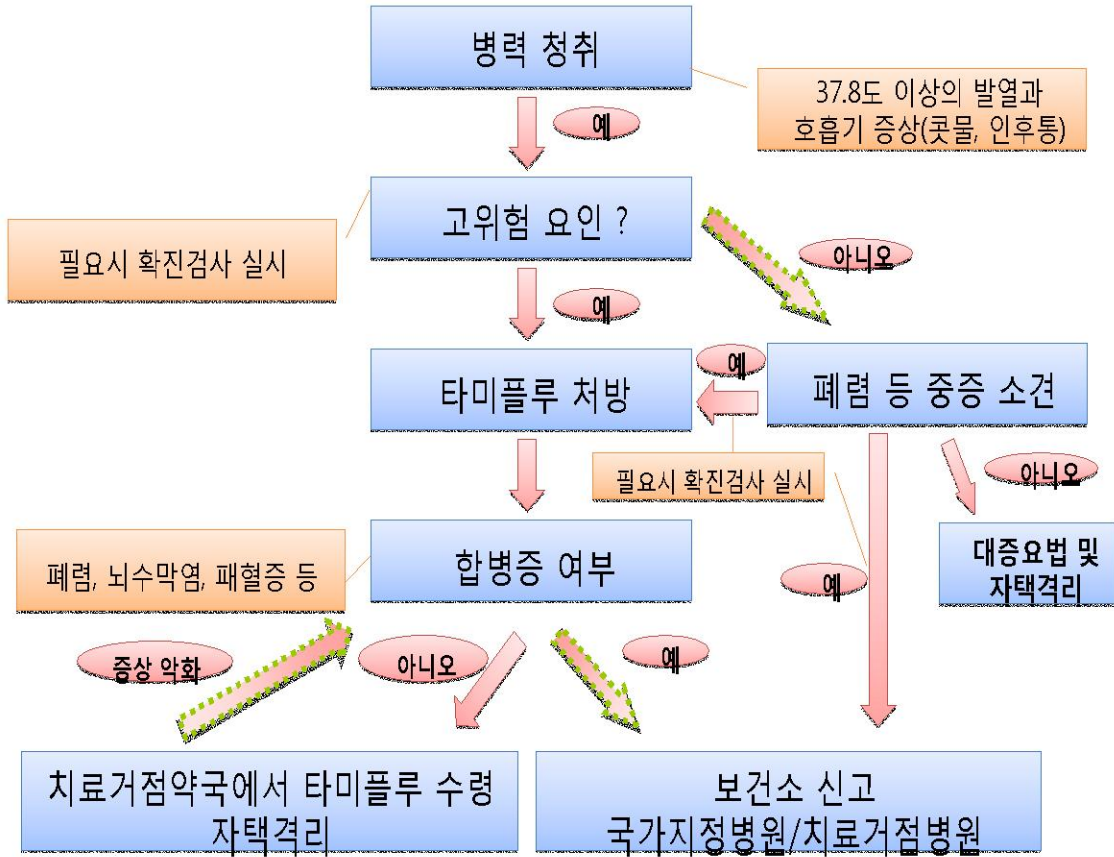 병력 청취
37.8도 이상의 발열과
호흡기 증상(콧물, 인후통)
예
고위험 요인 ?
필요시 확진검사 실시
아니오
예
타미플루 처방
예
폐렴 등 중증 소견
필요시 확진검사 실시
아니오
합병증 여부
폐렴, 뇌수막염, 패혈증 등
예
대증요법 및
자택격리
증상 악화
아니오
예
치료거점약국에서 타미플루 수령
자택격리
보건소 신고
국가지정병원/치료거점병원